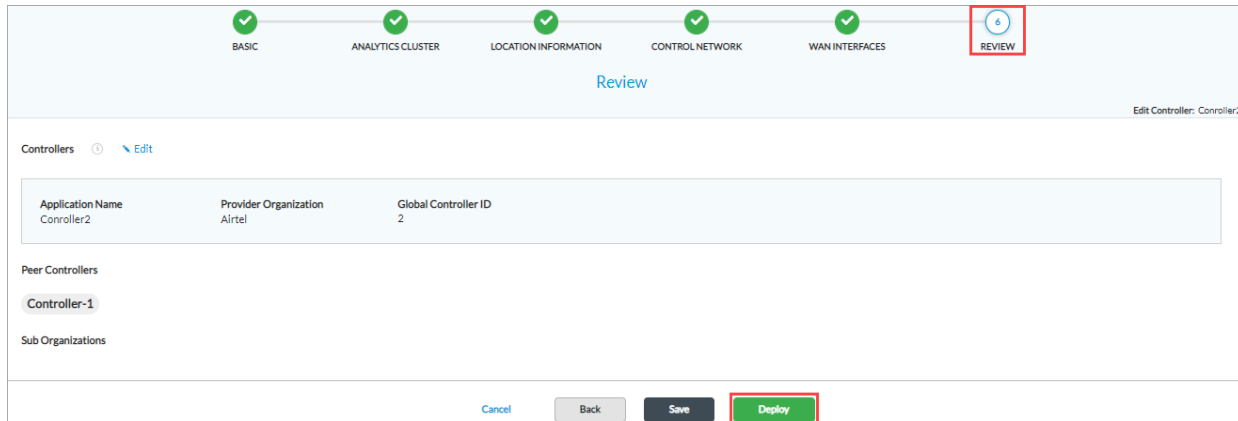 6
BASIC ANALYTICS CLUSTER LOCATION INFORMATION CONTROL NETWORK WAN INTERFACES REVIEW
Review
Edit Controller: Conroller2
Controllers Edit
Application Name Provider Organization Global Controller ID
Conroller2 Airtel 2
Peer Controllers
Controller-1
Sub Organizations
Cancel Back Save Deploy